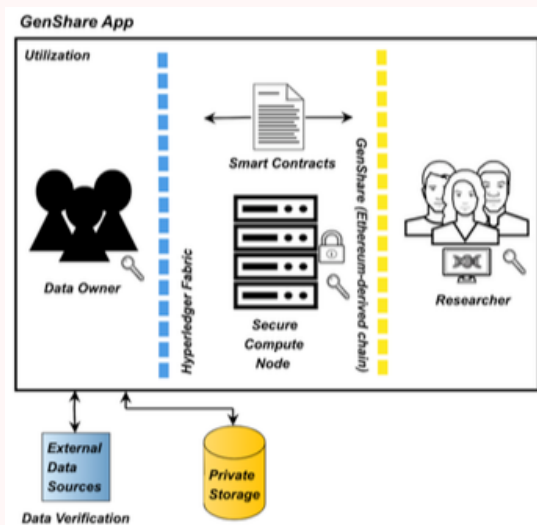 GenShare App
Utilization
Smart Contracts
Hyperledger Fabric
GenShare (Ethereum-derived chain)
Data Owner
Secure
Compute
Node
Researcher
External
Data
Sources
Private
Storage
Data Verification